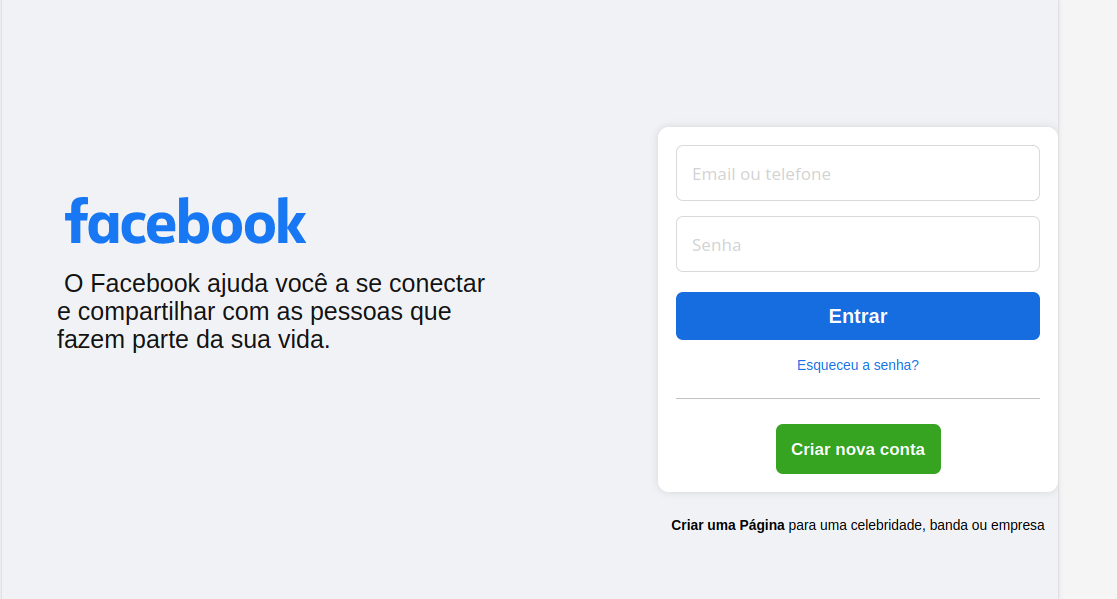 facebook
O Facebook ajuda você a se conectar
e compartilhar com as pessoas que
fazem parte da sua vida.
Email ou telefone
Senha
Entrar
Esqueceu a senha?
Criar nova conta
Criar uma Página para uma celebridade, banda ou empresa